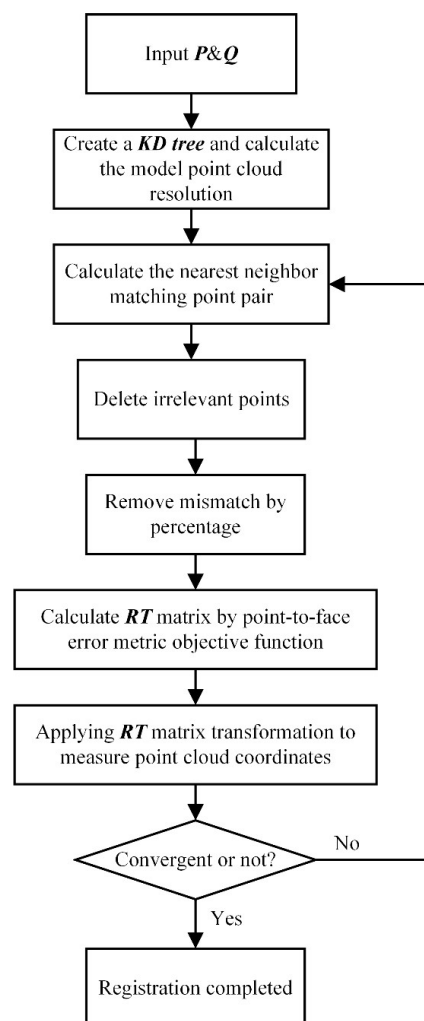 Input P&Q
Create a KD tree and calculate
the model point cloud
resolution
Calculate the nearest neighbor
matching point pair
Delete irrelevant points
Remove mismatch by
percentage
Calculate RT matrix by point-to-face
error metric objective function
Applying RT matrix transformation to
measure point cloud coordinates
Convergent or not?
No
Yes
Registration completed